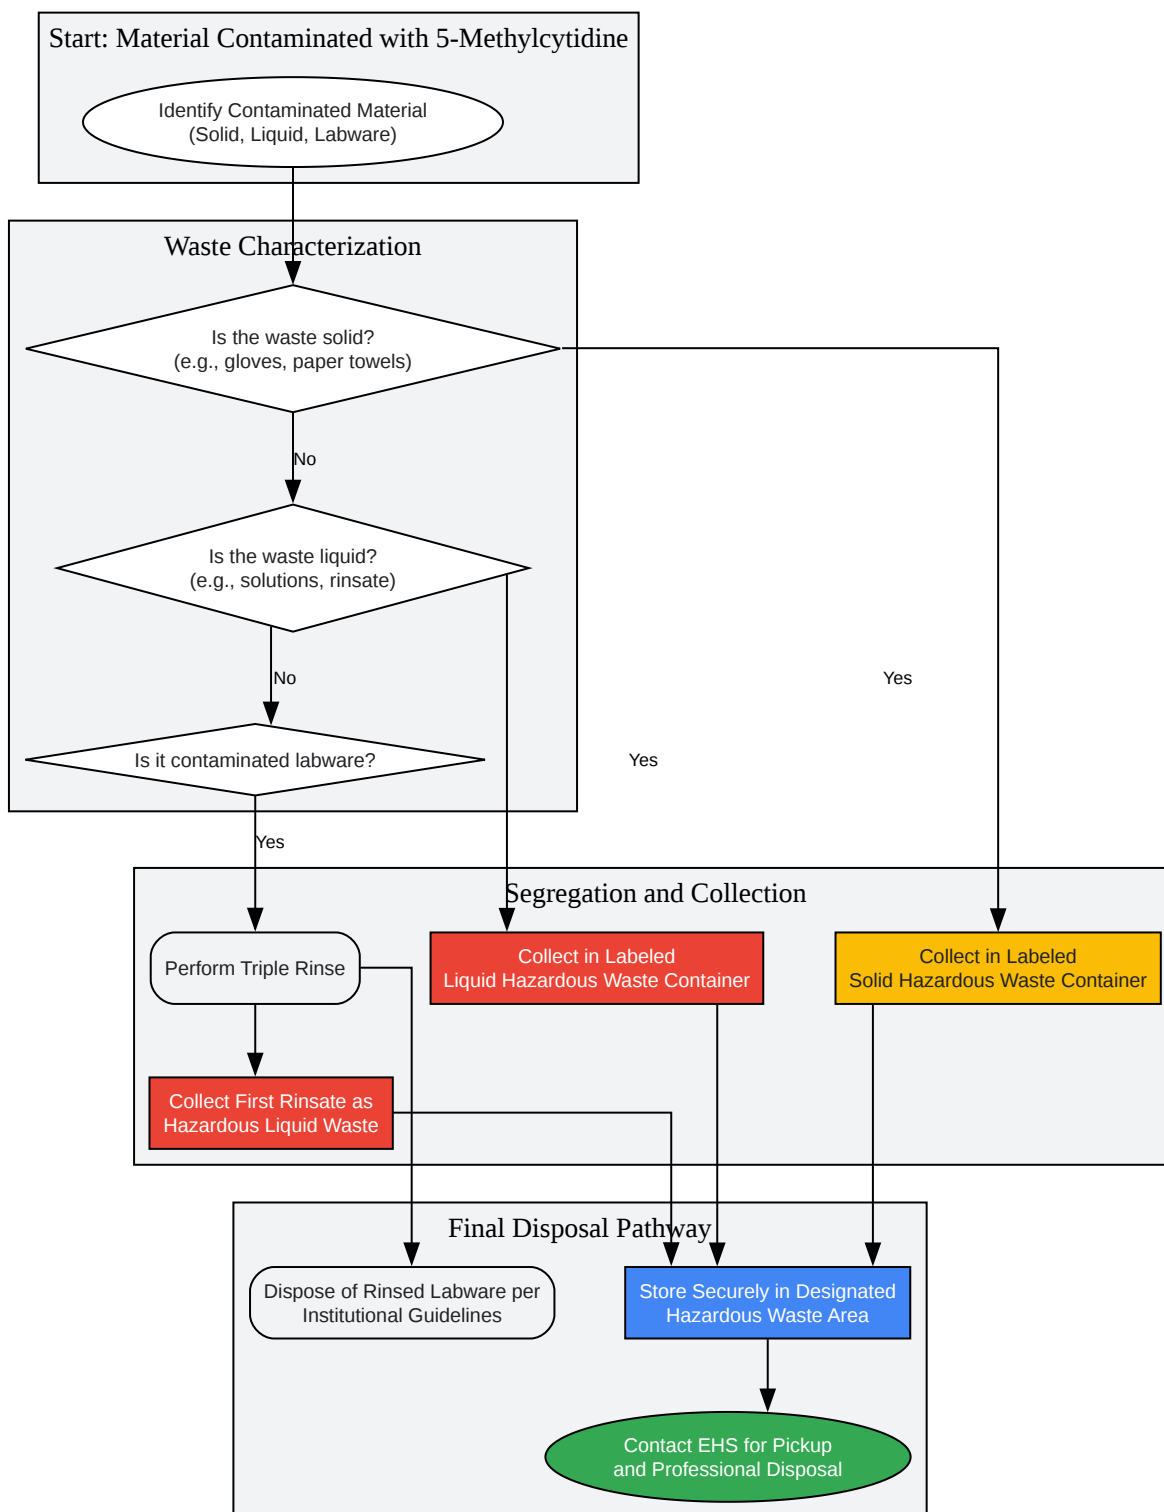 Start: Material Contaminated with 5-Methylcytidine
Identify Contaminated Material
(Solid, Liquid, Labware)
Waste Characterization
Is the waste solid?
(e.g., gloves, paper towels)
No
Is the waste liquid?
(e.g., solutions, rinsate)
No
Yes
Is it contaminated labware?
Yes
Yes
Segregation and Collection
Perform Triple Rinse
Collect in Labeled
Liquid Hazardous Waste Container
Collect in Labeled
Solid Hazardous Waste Container
Collect First Rinsate as
Hazardous Liquid Waste
Final Disposal Pathway
Dispose of Rinsed Labware per
Institutional Guidelines
Store Securely in Designated
Hazardous Waste Area
Contact EHS for Pickup
and Professional Disposal